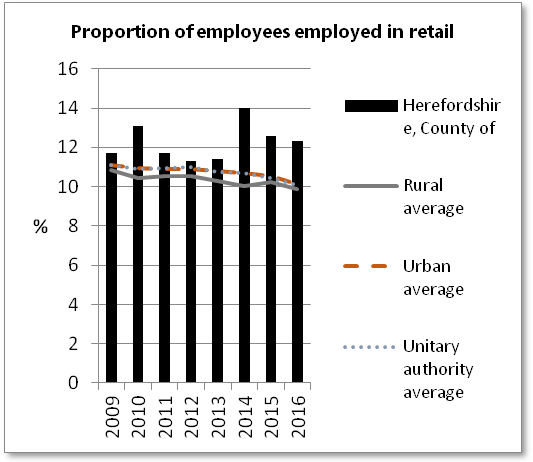 Proportion of employees employed in retail
16
14
12
10
8
6
4
2
0
%
2009
2010
2011
2012
2013
2014
2015
2016
Herefordshir
e, County of
Rural
average
Urban
average
Unitary
authority
average